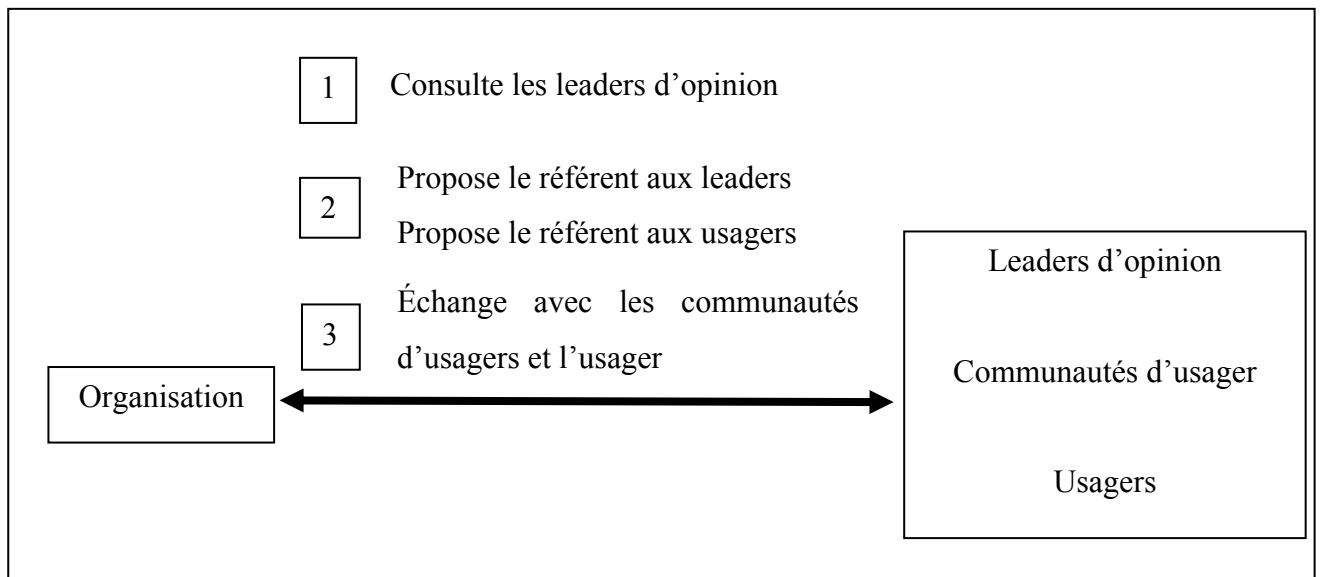 1
Consulte les leaders d’opinion
2
Propose le référent aux leaders
Propose le référent aux usagers
3
Échange avec les communautés
d’usagers et l’usager
Organisation
Leaders d’opinion
Communautés d’usager
Usagers